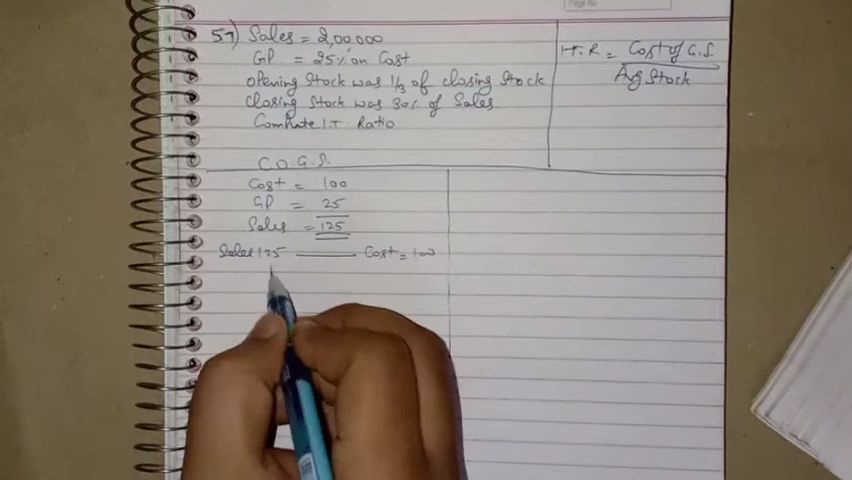 57) Sales = 2,00,000
GP = 25% on Cost
opening Stock was 1/3 of closing Stock
closing Stock was 30% of Sales
Compute I.T Ratio
I.T.R = Cost of G.S.
Avg Stock
C.O.G.S.
Cost = 100
GP = 25
Sales = 125
Sales 125 —— Cost = 100